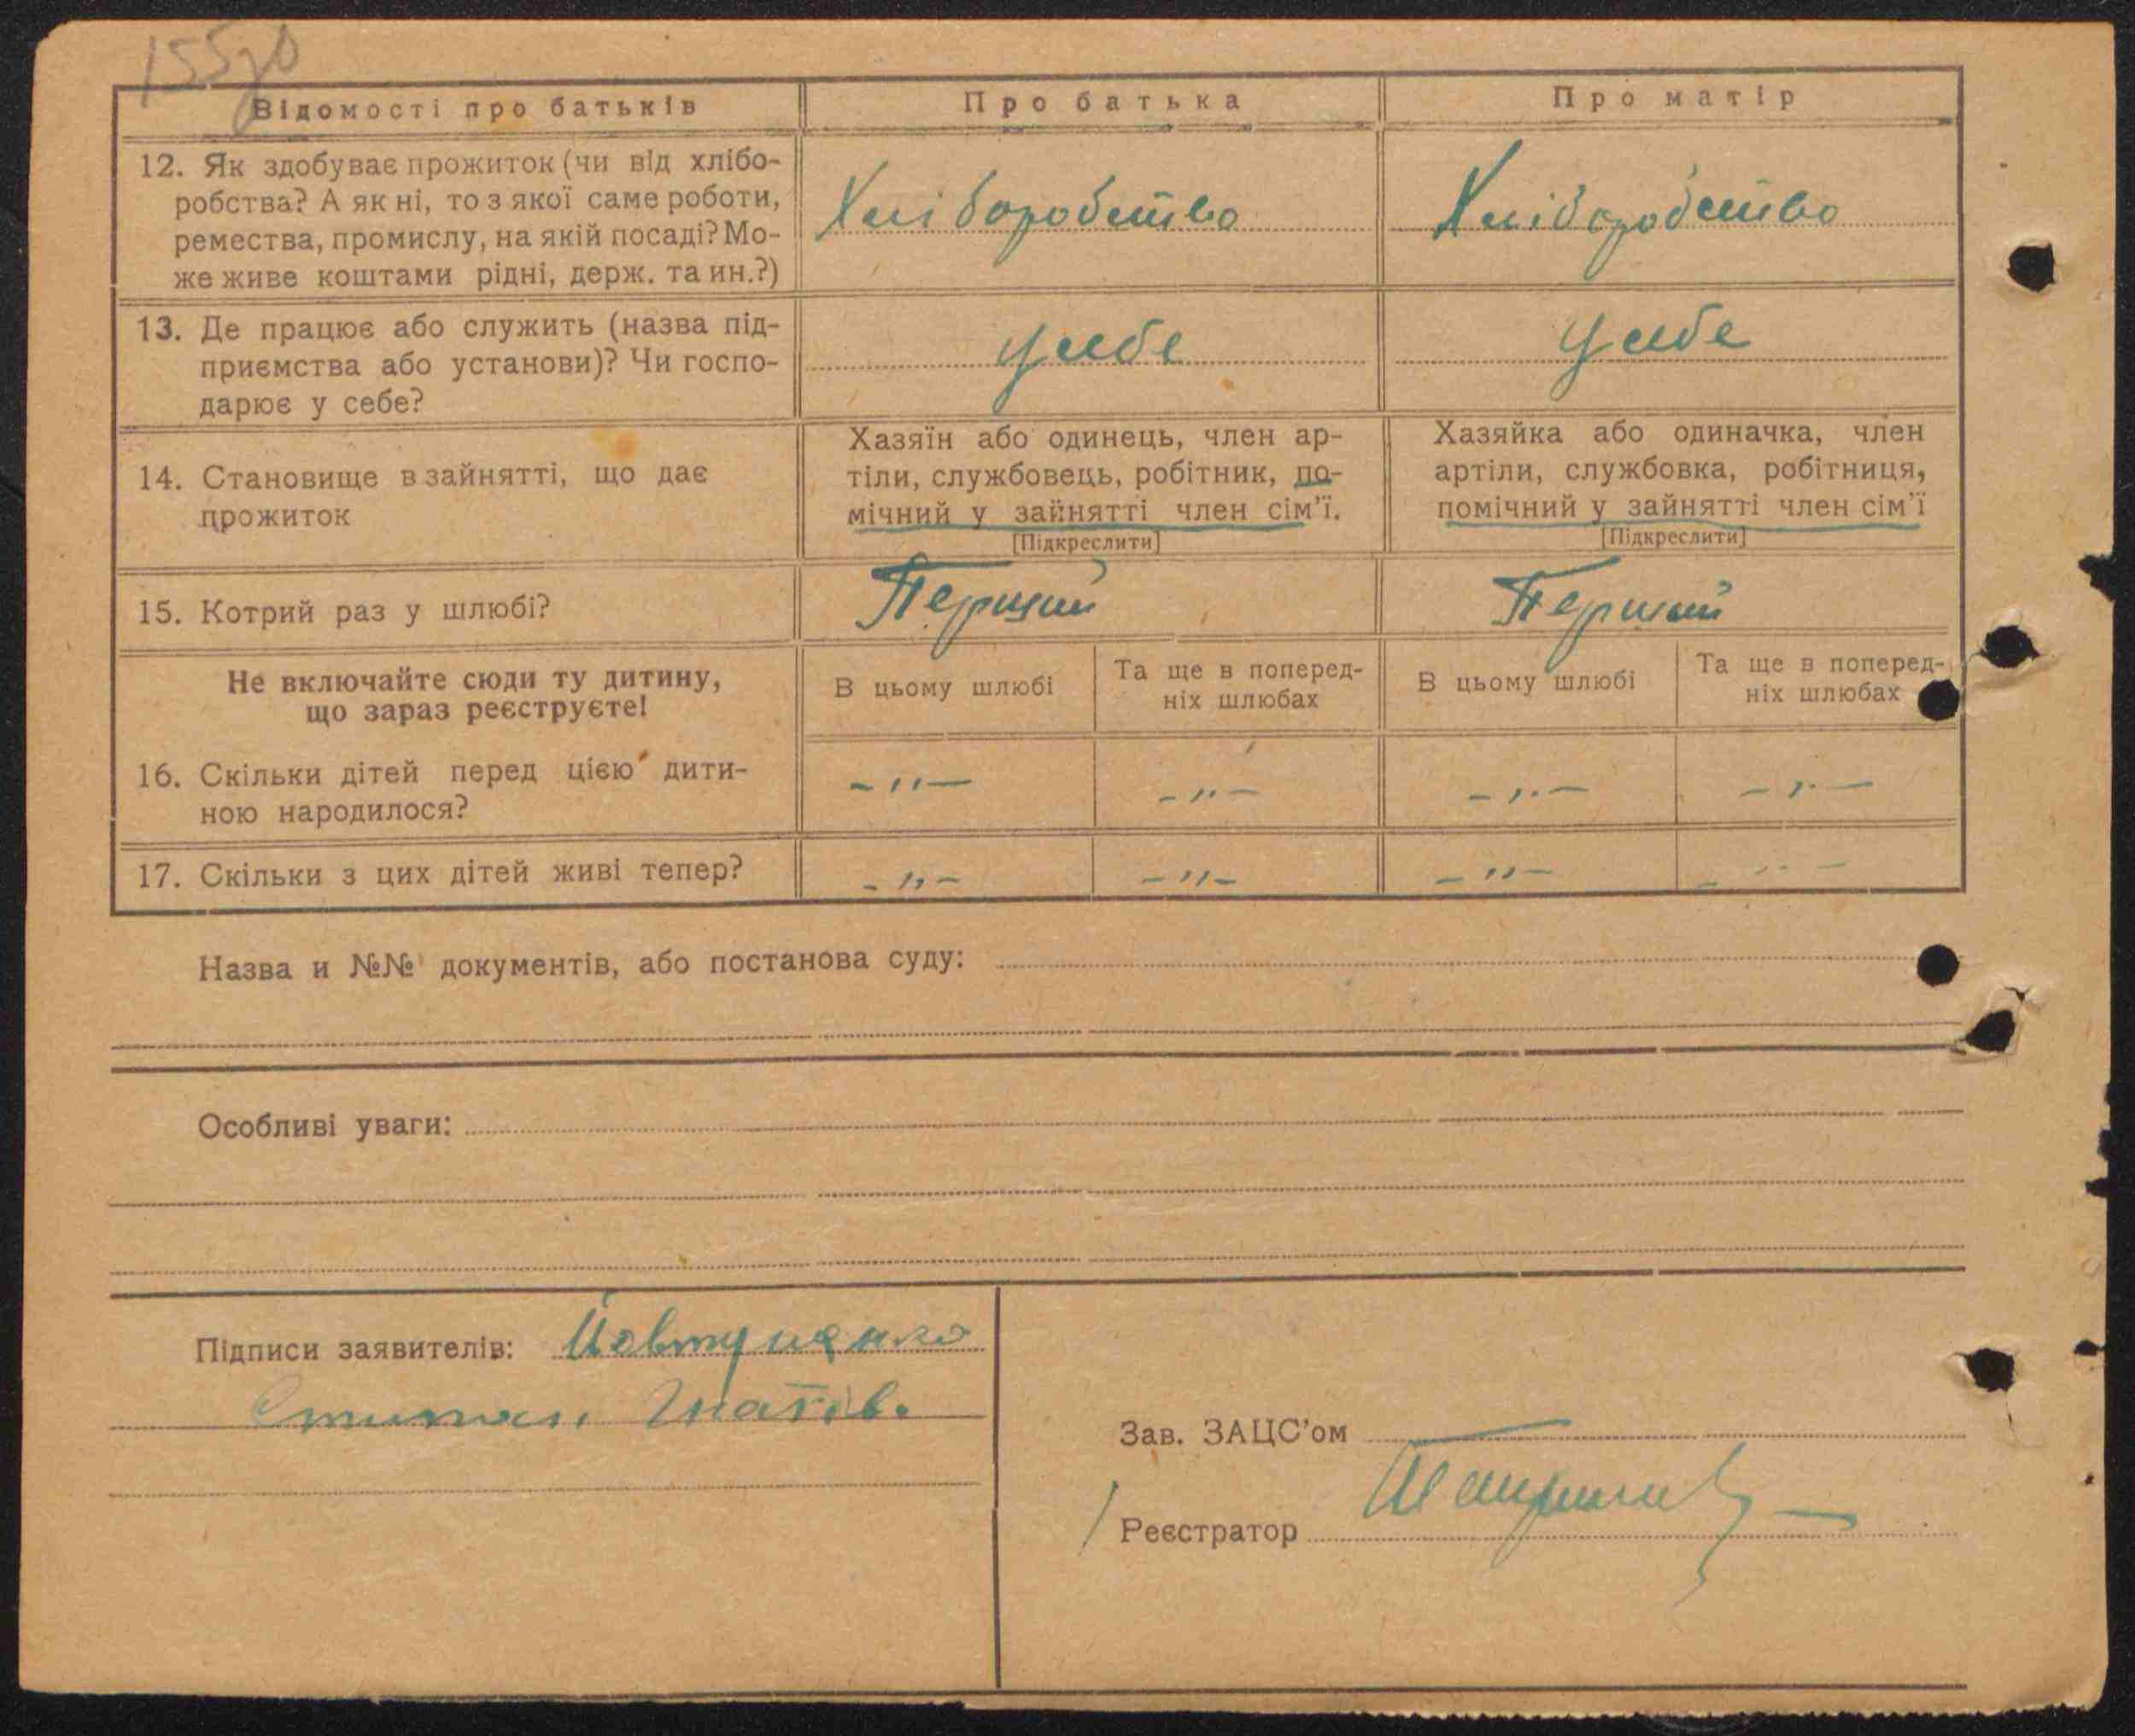 155зв
Відомості про батьків
Про батька
Про матір
12. Як здобуває прожиток (чи від хлібо-
робства? А як ні, то з якої саме роботи,
ремества, промислу, на якій посаді? Мо-
же живе коштами рідні, держ. та ин.?)
Хліборобство
Хліборобство
13. Де працює або служить (назва під-
приємства або установи)? Чи госпо-
дарює у себе?
у себе
у себе
14. Становище в зайнятті, що дає
прожиток
Хазяїн або одинець, член ар-
тіли, службовець, робітник, по-
мічний у зайнятті член сім'ї.
[Підкреслити]
Хазяйка або одиначка, член
артіли, службовка, робітниця,
помічний у зайнятті член сім'ї
[Підкреслити]
15. Котрий раз у шлюбі?
Перший
Перший
Не включайте сюди ту дитину,
що зараз реєструєте!
В цьому шлюбі
Та ще в поперед-
ніх шлюбах
В цьому шлюбі
Та ще в поперед-
ніх шлюбах
16. Скільки дітей перед цією дити-
ною народилося?
–"–
–"–
–"–
–"–
17. Скільки з цих дітей живі тепер?
–"–
–"–
–"–
–"–
Назва и №№ документів, або постанова суду:
Особливі уваги:
Підписи заявителів: Йовтушенко
Зав. ЗАЦС'ом
Реєстратор